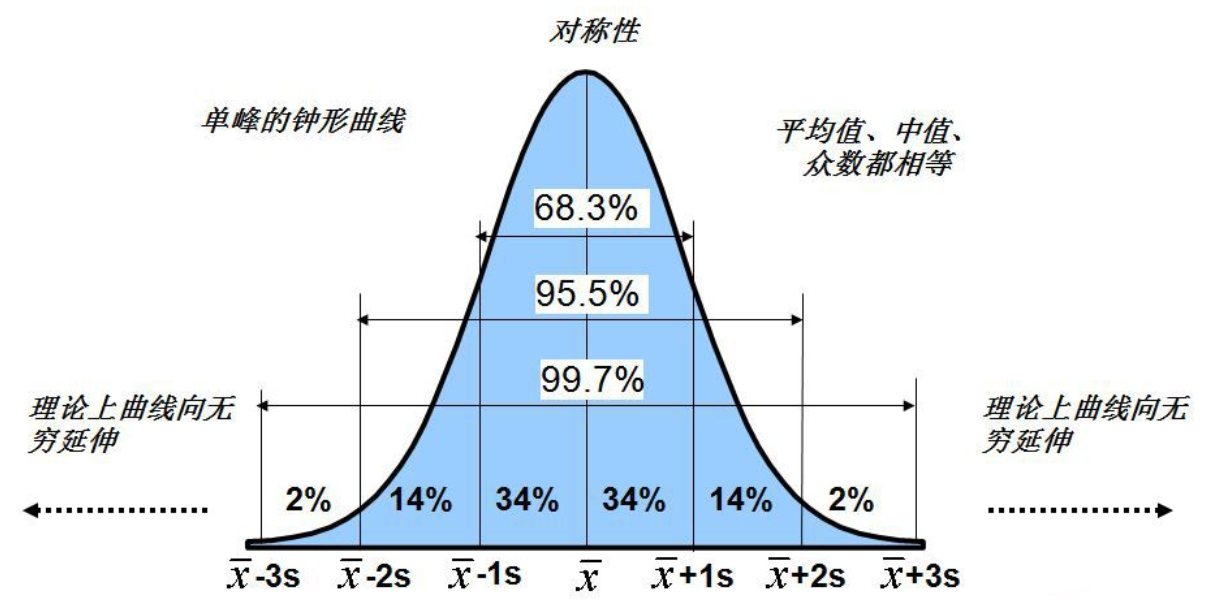 对称性
单峰的钟形曲线
平均值、中值、
众数都相等
68.3%
95.5%
99.7%
理论上曲线向无
穷延伸
理论上曲线向无
穷延伸
2% 14% 34% 34% 14% 2%
x̅-3s x̅-2s x̅-1s x̅ x̅+1s x̅+2s x̅+3s